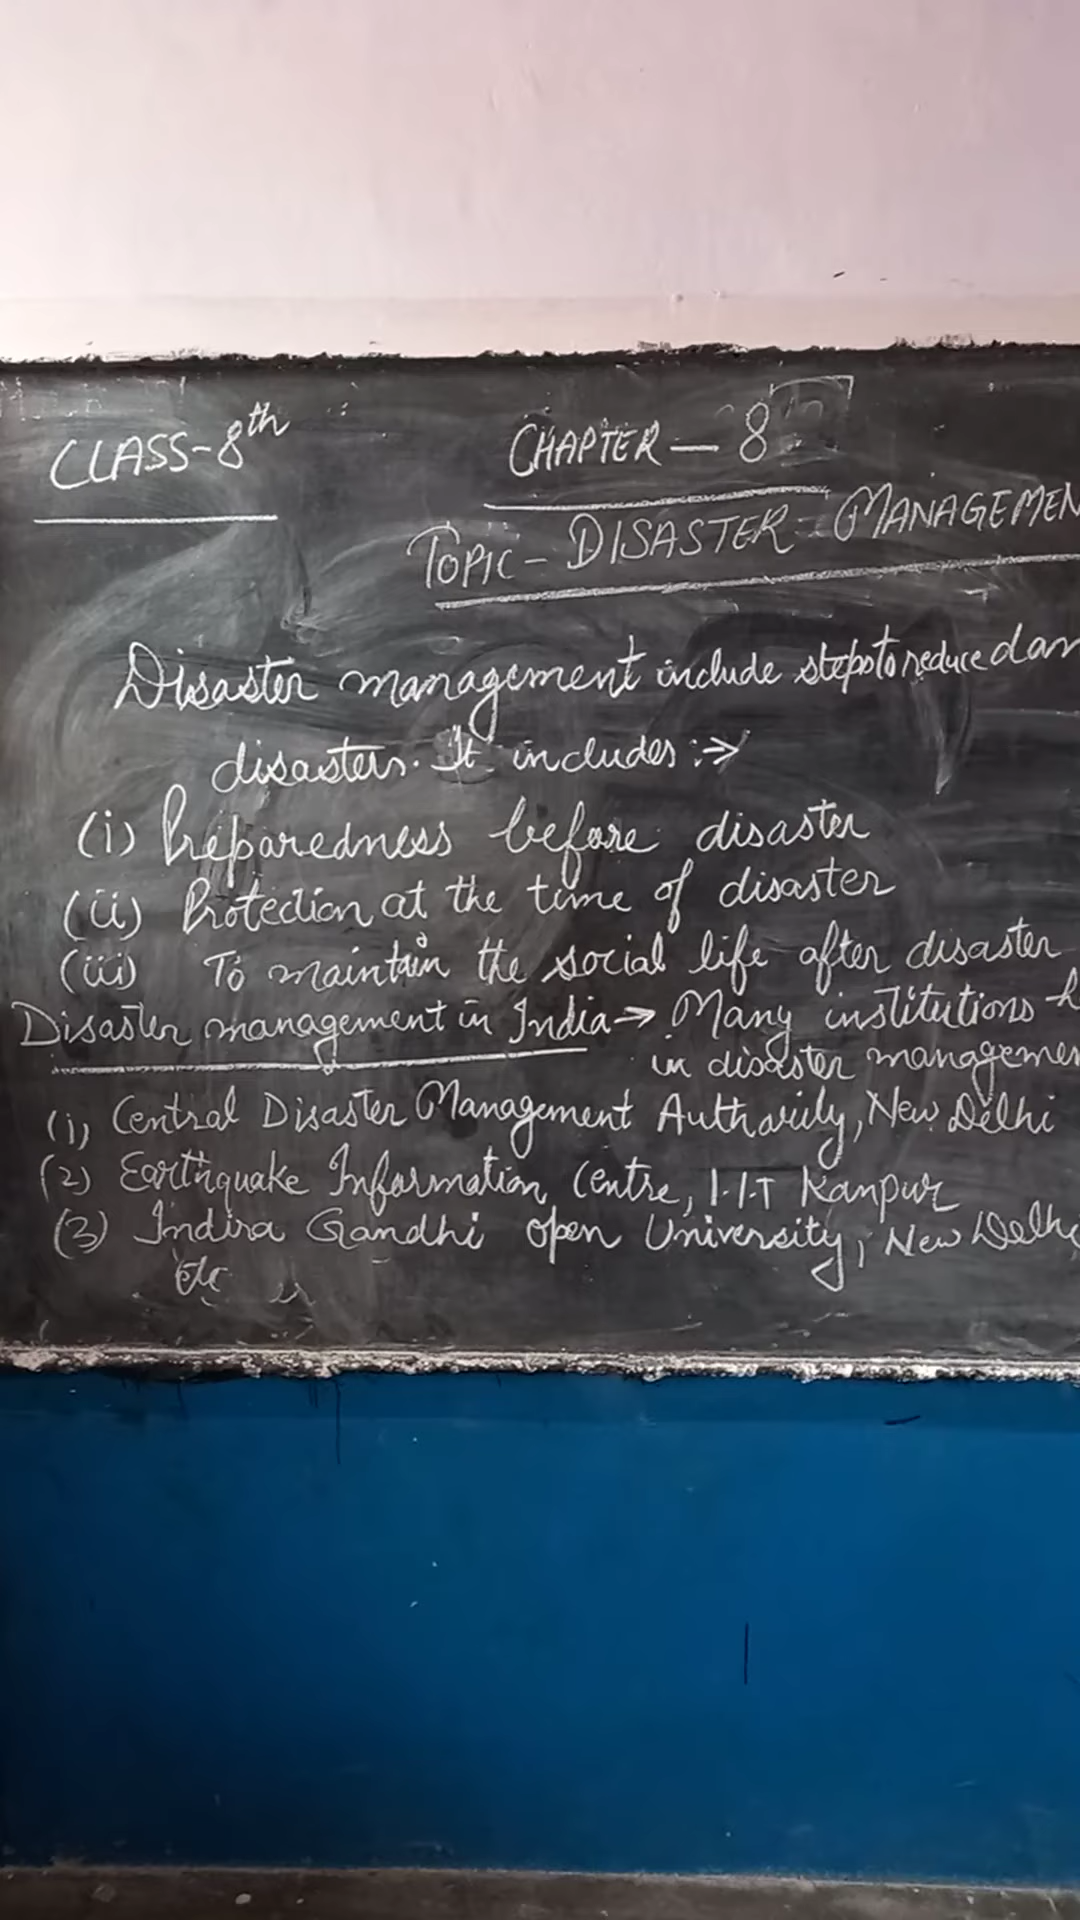 CLASS-8th
CHAPTER - 8
TOPIC - DISASTER MANAGEMEN
Disaster management include steps to reduce dam
disaster. It includes :→
(i) Preparedness before disaster
(ii) Protection at the time of disaster
(iii) To maintain the social life after disaster
Disaster management in India → Many institutions h
in disaster managemen
(1) Central Disaster Management Authority, New Delhi
(2) Earthquake Information Centre, I.I.T Kanpur
(3) Indira Gandhi open University, New Delhi
etc